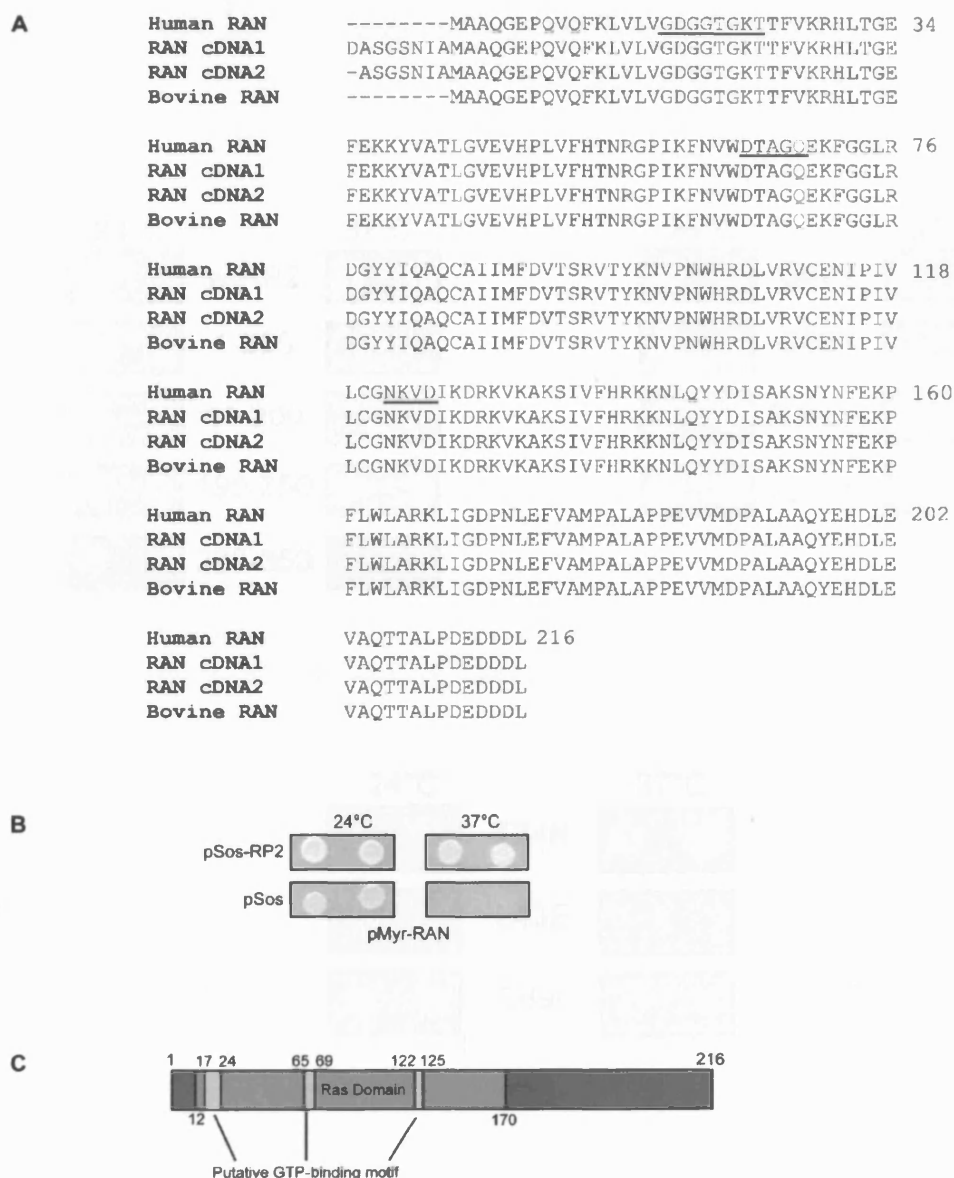 A
Human RAN --------MAAQGEPQVQFKLVLVGDGGTGKTTFVKRHLTGE 34
RAN cDNA1 DASGSNIAMAAQGEPQVQFKLVLVGDGGTGKTTFVKRHLTGE
RAN cDNA2 -ASGSNIAMAAQGEPQVQFKLVLVGDGGTGKTTFVKRHLTGE
Bovine RAN --------MAAQGEPQVQFKLVLVGDGGTGKTTFVKRHLTGE
Human RAN FEKKYVATLGVEVHPLVFHTNRGPIKFNVWDTAGQEKFGGLR 76
RAN cDNA1 FEKKYVATLGVEVHPLVFHTNRGPIKFNVWDTAGQEKFGGLR
RAN cDNA2 FEKKYVATLGVEVHPLVFHTNRGPIKFNVWDTAGQEKFGGLR
Bovine RAN FEKKYVATLGVEVHPLVFHTNRGPIKFNVWDTAGQEKFGGLR
Human RAN DGYYIQAQCAIIMFDVTSRVTYKNVPNWHRDLVRVCENIPIV 118
RAN cDNA1 DGYYIQAQCAIIMFDVTSRVTYKNVPNWHRDLVRVCENIPIV
RAN cDNA2 DGYYIQAQCAIIMFDVTSRVTYKNVPNWHRDLVRVCENIPIV
Bovine RAN DGYYIQAQCAIIMFDVTSRVTYKNVPNWHRDLVRVCENIPIV
Human RAN LCGNKVDIKDRKVKAKSIVFHRKKNLQYYDISAKSNYNFEKP 160
RAN cDNA1 LCGNKVDIKDRKVKAKSIVFHRKKNLQYYDISAKSNYNFEKP
RAN cDNA2 LCGNKVDIKDRKVKAKSIVFHRKKNLQYYDISAKSNYNFEKP
Bovine RAN LCGNKVDIKDRKVKAKSIVFHRKKNLQYYDISAKSNYNFEKP
Human RAN FLWLARKLIGDPNLEFVAMPALAPPEVVMDPALAAQYEHDLE 202
RAN cDNA1 FLWLARKLIGDPNLEFVAMPALAPPEVVMDPALAAQYEHDLE
RAN cDNA2 FLWLARKLIGDPNLEFVAMPALAPPEVVMDPALAAQYEHDLE
Bovine RAN FLWLARKLIGDPNLEFVAMPALAPPEVVMDPALAAQYEHDLE
Human RAN VAQTTALPDEDDDL 216
RAN cDNA1 VAQTTALPDEDDDL
RAN cDNA2 VAQTTALPDEDDDL
Bovine RAN VAQTTALPDEDDDL
B
24°C 37°C
pSos-RP2
pSos
pMyr-RAN
C
1 17 24 65 69 122 125 216
Ras Domain
12 170
Putative GTP-binding motif